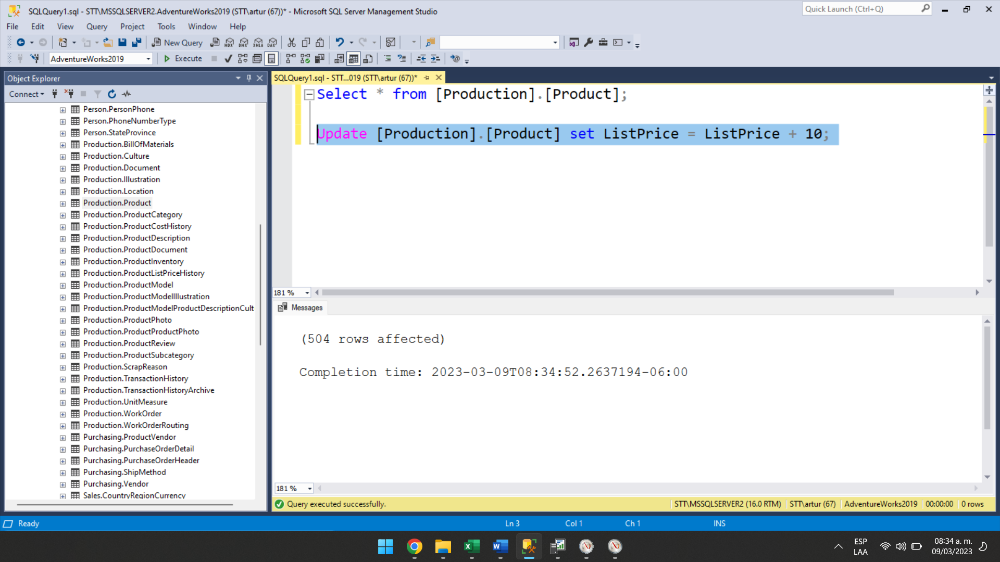 SQLQuery1.sql - STT\MSSQLSERVER2.AdventureWorks2019 (STT\artur (67))* - Microsoft SQL Server Management Studio
Quick Launch (Ctrl+Q)
File Edit View Query Project Tools Window Help
New Query MDX DMX XMLA DAX
AdventureWorks2019 Execute
Object Explorer
Connect
Person.PersonPhone
Person.PhoneNumberType
Person.StateProvince
Production.BillOfMaterials
Production.Culture
Production.Document
Production.Illustration
Production.Location
Production.Product
Production.ProductCategory
Production.ProductCostHistory
Production.ProductDescription
Production.ProductDocument
Production.ProductInventory
Production.ProductListPriceHistory
Production.ProductModel
Production.ProductModelIllustration
Production.ProductModelProductDescriptionCult
Production.ProductPhoto
Production.ProductProductPhoto
Production.ProductReview
Production.ProductSubcategory
Production.ScrapReason
Production.TransactionHistory
Production.TransactionHistoryArchive
Production.UnitMeasure
Production.WorkOrder
Production.WorkOrderRouting
Purchasing.ProductVendor
Purchasing.PurchaseOrderDetail
Purchasing.PurchaseOrderHeader
Purchasing.ShipMethod
Purchasing.Vendor
Sales.CountryRegionCurrency
SQLQuery1.sql - STT...019 (STT\artur (67))*
Select * from [Production].[Product];
Update [Production].[Product] set ListPrice = ListPrice + 10;
181 %
Messages
(504 rows affected)
Completion time: 2023-03-09T08:34:52.2637194-06:00
181 %
Query executed successfully. STT\MSSQLSERVER2 (16.0 RTM) STT\artur (67) AdventureWorks2019 00:00:00 0 rows
Ready Ln 3 Col 1 Ch 1 INS
ESP
LAA
08:34 a. m.
09/03/2023